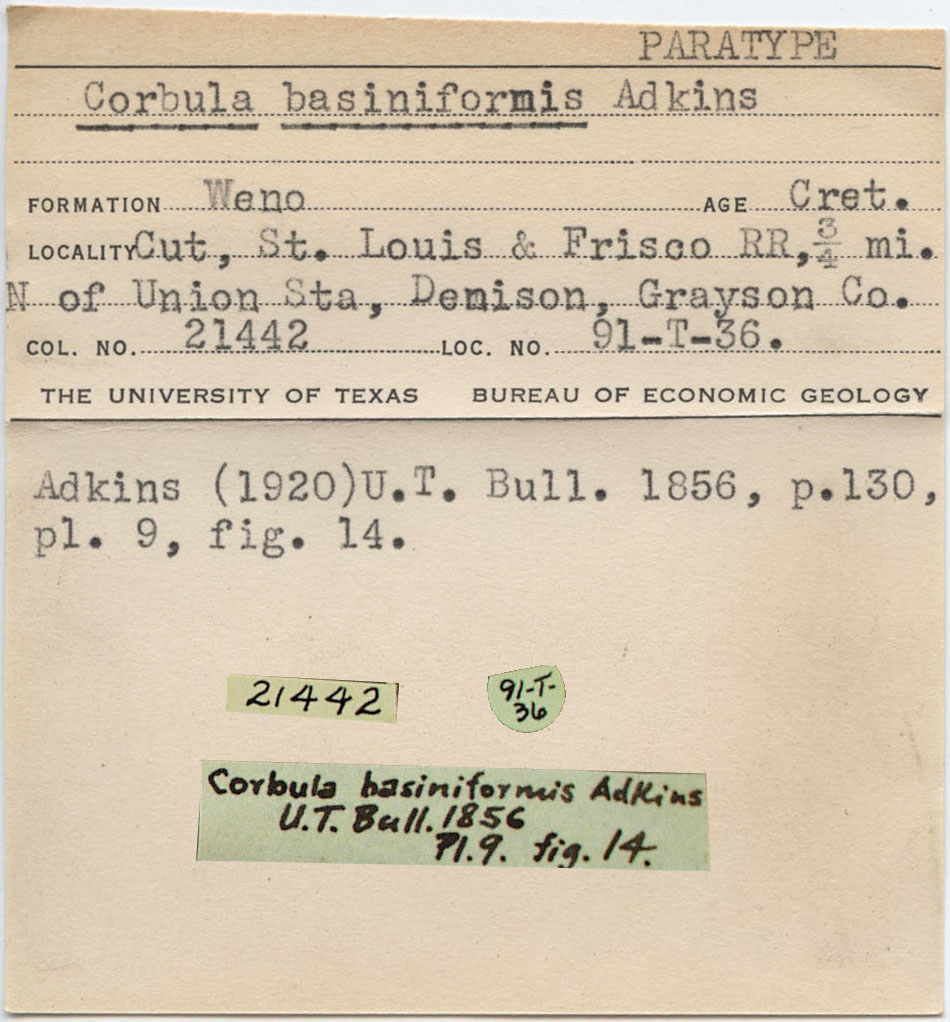 PARATYPE
Corbula basiniformis Adkins
FORMATION Weno AGE Cret.
LOCALITY Cut, St. Louis & Frisco RR, 3/4 mi.
N of Union Sta, Denison, Grayson Co.
COL. NO. 21442 LOC. NO. 91-T-36.
THE UNIVERSITY OF TEXAS BUREAU OF ECONOMIC GEOLOGY
Adkins (1920)U.T. Bull. 1856, p.130,
pl. 9, fig. 14.
21442
91-T-
36
Corbula basiniformis Adkins
U.T. Bull. 1856
Pl.9. fig. 14.